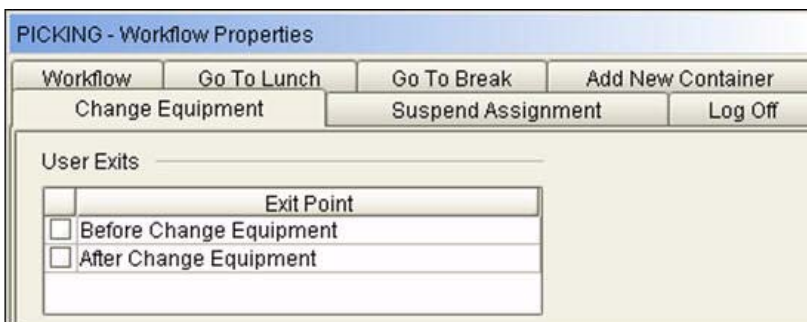 PICKING - Workflow Properties
Workflow Go To Lunch Go To Break Add New Container
Change Equipment Suspend Assignment Log Off
User Exits
Exit Point
Before Change Equipment
After Change Equipment